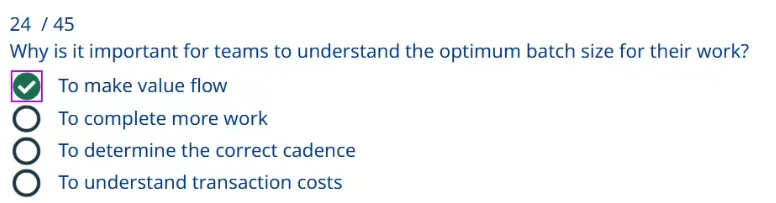 24 / 45
Why is it important for teams to understand the optimum batch size for their work?
To make value flow
To complete more work
To determine the correct cadence
To understand transaction costs